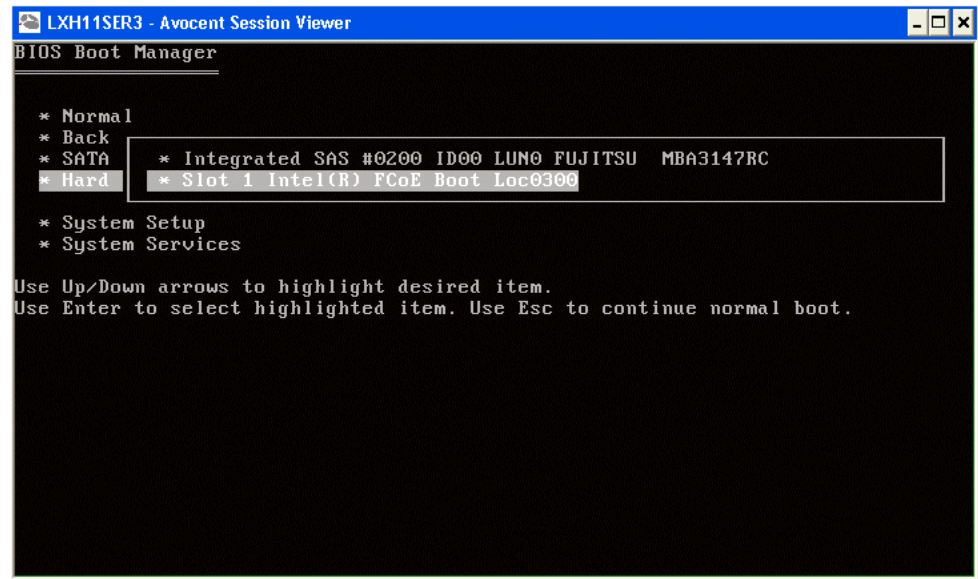 LXH11SER3 - Avocent Session Viewer
BIOS Boot Manager
* Normal
* Back
* SATA
* Integrated SAS #0200 ID00 LUN0 FUJITSU MBA3147RC
* Hard
* Slot 1 Intel(R) FCoE Boot Loc0300
* System Setup
* System Services
Use Up/Down arrows to highlight desired item.
Use Enter to select highlighted item. Use Esc to continue normal boot.